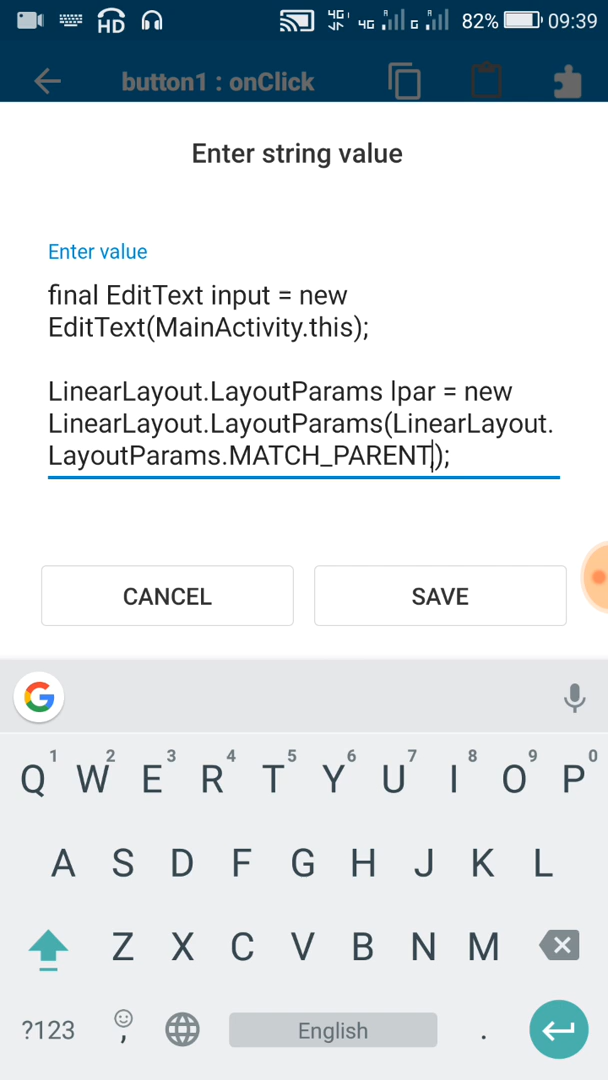 HD 4G 4G R G R 82% 09:39
button1 : onClick
Enter string value
Enter value
final EditText input = new
EditText(MainActivity.this);
LinearLayout.LayoutParams lpar = new
LinearLayout.LayoutParams(LinearLayout.
LayoutParams.MATCH_PARENT,);
CANCEL SAVE
G
1 2 3 4 5 6 7 8 9 0
Q W E R T Y U I O P
A S D F G H J K L
Z X C V B N M
?123 , English .